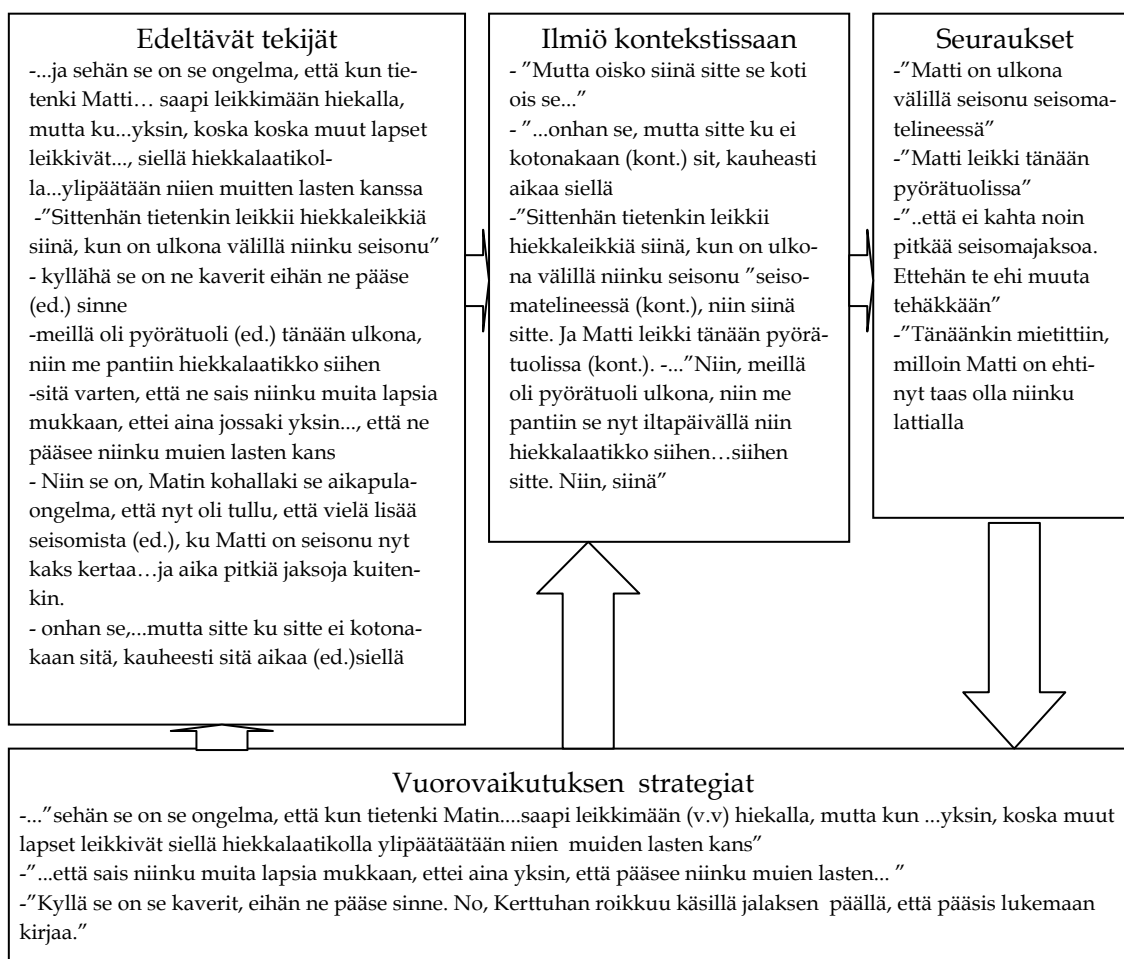 Edeltävät tekijät
-...ja sehän se on se ongelma, että kun tie-
tenki Matti… saapi leikkimään hiekalla,
mutta ku...yksin, koska koska muut lapset
leikkivät..., siellä hiekkalaatikol-
la...ylipäätään niien muitten lasten kanssa
-”Sittenhän tietenkin leikkii hiekkaleikkiä
siinä, kun on ulkona välillä niinku seisonu”
- kyllähä se on ne kaverit eihän ne pääse
(ed.) sinne
-meillä oli pyörätuoli (ed.) tänään ulkona,
niin me pantiin hiekkalaatikko siihen
-sitä varten, että ne sais niinku muita lapsia
mukkaan, ettei aina jossaki yksin..., että ne
pääsee niinku muien lasten kans
- Niin se on, Matin kohallaki se aikapula-
ongelma, että nyt oli tullu, että vielä lisää
seisomista (ed.), ku Matti on seisonu nyt
kaks kertaa…ja aika pitkiä jaksoja kuiten-
kin.
- onhan se,...mutta sitte ku sitte ei kotona-
kaan sitä, kauheesti sitä aikaa (ed.)siellä
Ilmiö kontekstissaan
- ”Mutta oisko siinä sitte se koti
ois se...”
- ”...onhan se, mutta sitte ku ei
kotonakaan (kont.) sit, kauheasti
aikaa siellä
-”Sittenhän tietenkin leikkii
hiekkaleikkiä siinä, kun on ulko-
na välillä niinku seisonu ”seiso-
matelineessä (kont.), niin siinä
sitte. Ja Matti leikki tänään pyörä-
tuolissa (kont.). -...”Niin, meillä
oli pyörätuoli ulkona, niin me
pantiin se nyt iltapäivällä niin
hiekkalaatikko siihen…siihen
sitte. Niin, siinä”
Seuraukset
-”Matti on ulkona
välillä seisonu seisoma-
telineessä”
-”Matti leikki tänään
pyörätuolissa”
-”..että ei kahta noin
pitkää seisomajaksoa.
Ettehän te ehi muuta
tehäkkään”
-”Tänäänkin mietittiin,
milloin Matti on ehti-
nyt taas olla niinku
lattialla
Vuorovaikutuksen strategiat
-...”sehän se on se ongelma, että kun tietenki Matin....saapi leikkimään (v.v) hiekalla, mutta kun ...yksin, koska muut
lapset leikkivät siellä hiekkalaatikolla ylipäätäätään niien muiden lasten kans”
-”...että sais niinku muita lapsia mukkaan, ettei aina yksin, että pääsee niinku muien lasten... ”
-”Kyllä se on se kaverit, eihän ne pääse sinne. No, Kerttuhan roikkuu käsillä jalaksen päällä, että pääsis lukemaan
kirjaa.”